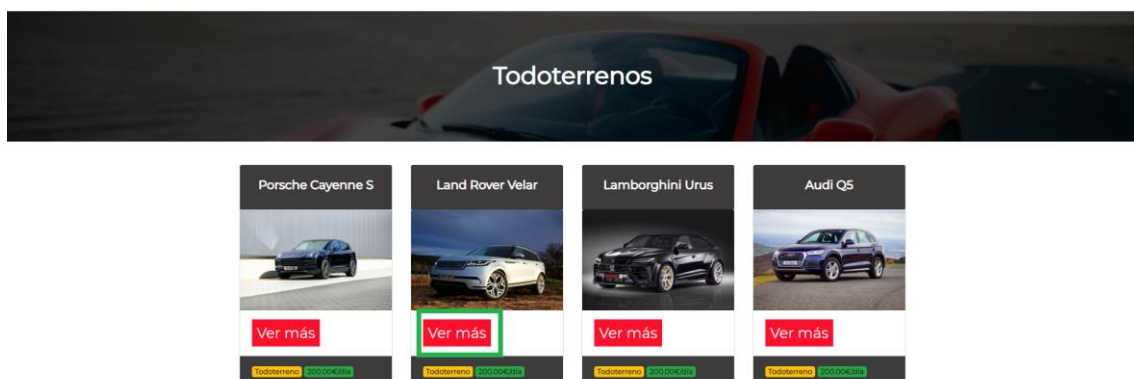 Todoterrenos
Porsche Cayenne S
Land Rover Velar
Lamborghini Urus
Audi Q5
Ver más
Ver más
Ver más
Ver más
Todoterreno 200.00€/día
Todoterreno 200.00€/día
Todoterreno 200.00€/día
Todoterreno 200.00€/día